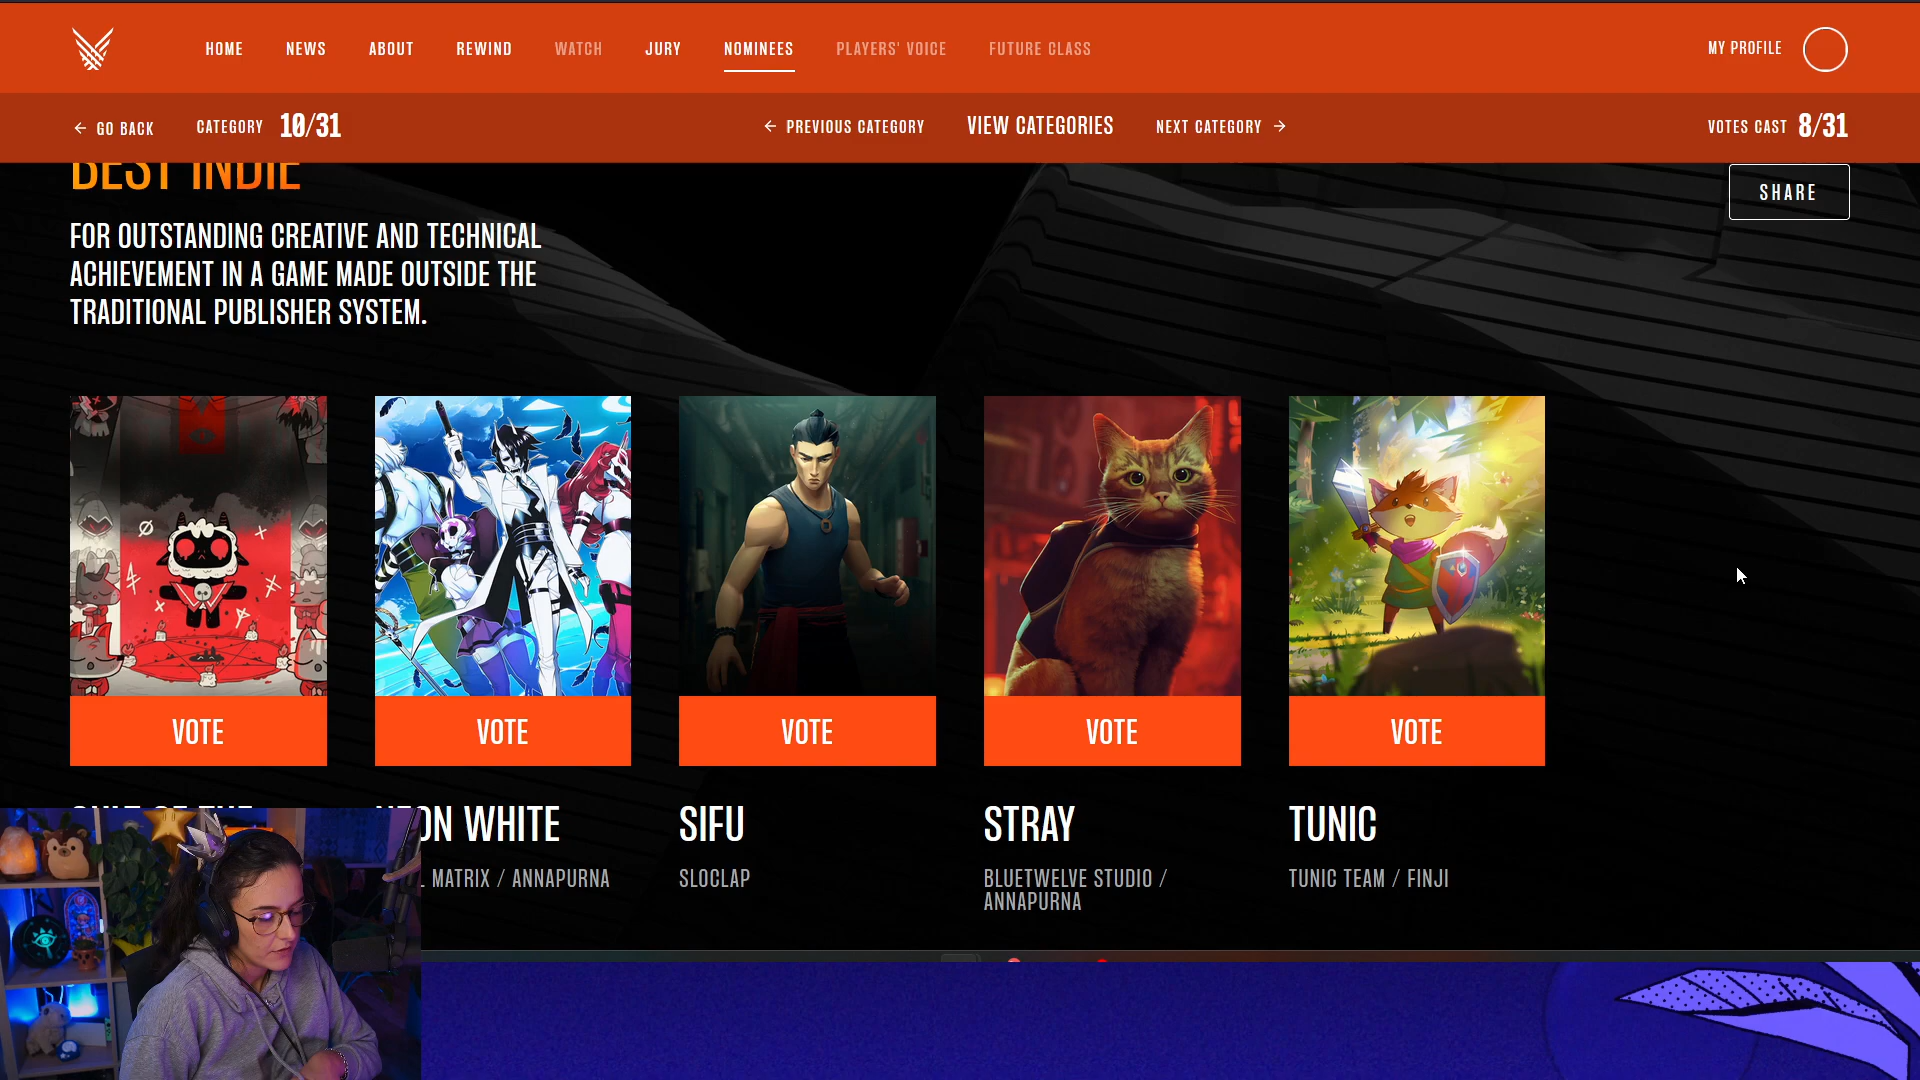 HOME NEWS ABOUT REWIND WATCH JURY NOMINEES PLAYERS' VOICE FUTURE CLASS MY PROFILE
← GO BACK CATEGORY 10/31 ← PREVIOUS CATEGORY VIEW CATEGORIES NEXT CATEGORY → VOTES CAST 8/31
BEST INDIE
SHARE
FOR OUTSTANDING CREATIVE AND TECHNICAL
ACHIEVEMENT IN A GAME MADE OUTSIDE THE
TRADITIONAL PUBLISHER SYSTEM.
VOTE VOTE VOTE VOTE VOTE
ON WHITE SIFU STRAY TUNIC
MATRIX / ANNAPURNA SLOCLAP BLUETWELVE STUDIO / TUNIC TEAM / FINJI
ANNAPURNA